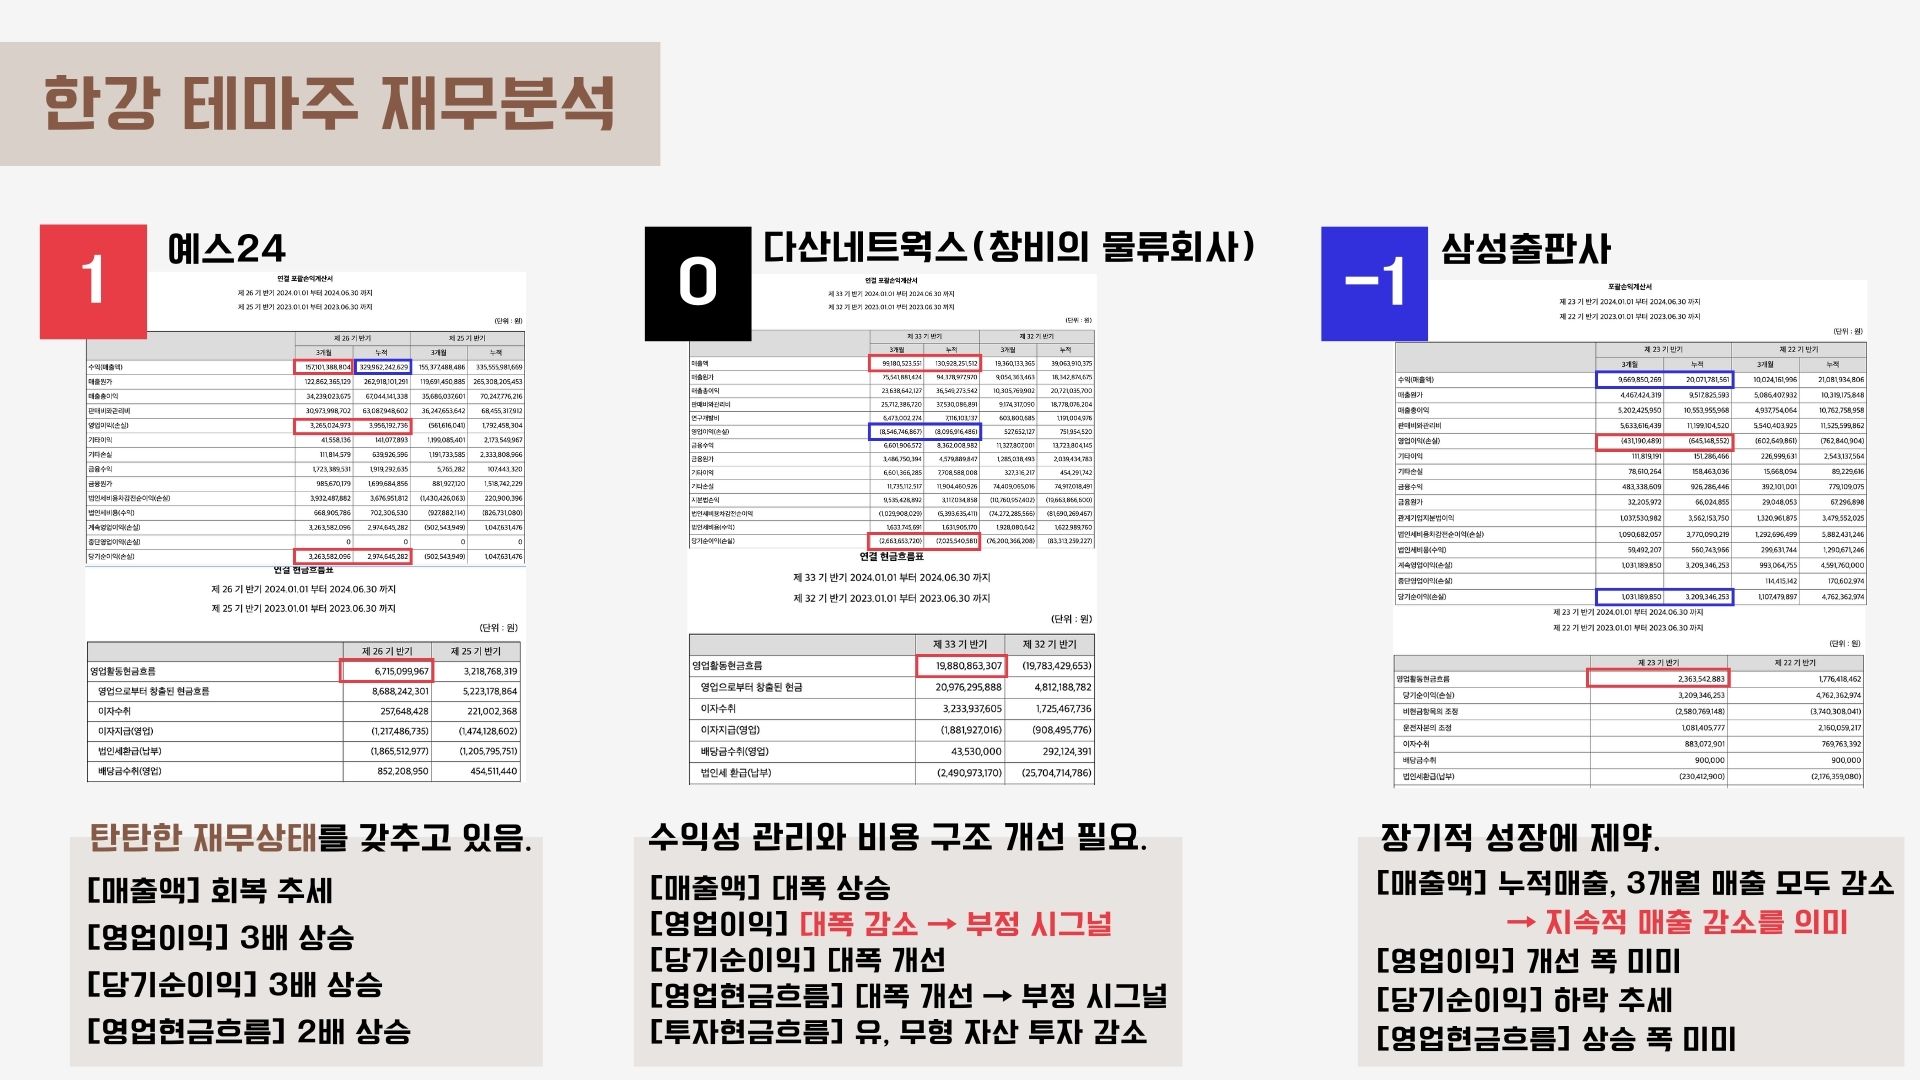 한강 테마주 재무분석
1
예스24
연결 포괄손익계산서
제 26 기 반기 2024.01.01 부터 2024.06.30 까지
제 25 기 반기 2023.01.01 부터 2023.06.30 까지
(단위 : 원)
제 26 기 반기 제 25 기 반기
3개월 누적 3개월 누적
수익(매출액) 157,101,388,804 329,962,242,629 155,377,488,486 335,555,981,659
매출원가 122,862,365,129 262,918,101,291 119,691,450,885 265,308,205,453
매출총이익 34,239,023,675 67,044,141,338 35,686,037,601 70,247,776,216
판매비와관리비 30,973,998,702 63,087,948,602 36,247,653,642 68,455,317,912
영업이익(손실) 3,265,024,973 3,956,192,736 (561,616,041) 1,792,458,304
기타이익 41,558,136 141,077,893 1,199,085,401 2,173,549,967
기타손실 111,814,579 639,926,596 1,191,733,585 2,333,808,966
금융수익 1,723,389,531 1,919,292,635 5,765,282 107,443,320
금융원가 985,670,179 1,699,684,856 881,927,120 1,518,742,229
법인세비용차감전순이익(손실) 3,932,487,882 3,676,951,812 (1,430,426,063) 220,900,396
법인세비용(수익) 668,905,786 702,306,530 (927,882,114) (826,731,080)
계속영업이익(손실) 3,263,582,096 2,974,645,282 (502,543,949) 1,047,631,476
중단영업이익(손실) 0 0 0 0
당기순이익(손실) 3,263,582,096 2,974,645,282 (502,543,949) 1,047,631,476
연결 현금흐름표
제 26 기 반기 2024.01.01 부터 2024.06.30 까지
제 25 기 반기 2023.01.01 부터 2023.06.30 까지
(단위 : 원)
제 26 기 반기 제 25 기 반기
영업활동현금흐름 6,715,099,967 3,218,768,319
영업으로부터 창출된 현금흐름 8,688,242,301 5,223,178,864
이자수취 257,648,428 221,002,368
이자지급(영업) (1,217,486,735) (1,474,128,602)
법인세환급(납부) (1,865,512,977) (1,205,795,751)
배당금수취(영업) 852,208,950 454,511,440
탄탄한 재무상태를 갖추고 있음.
[매출액] 회복 추세
[영업이익] 3배 상승
[당기순이익] 3배 상승
[영업현금흐름] 2배 상승
0
다산네트웍스(창비의 물류회사)
연결 포괄손익계산서
제 33 기 반기 2024.01.01 부터 2024.06.30 까지
제 32 기 반기 2023.01.01 부터 2023.06.30 까지
(단위 : 원)
제 33 기 반기 제 32 기 반기
3개월 누적 3개월 누적
매출액 99,180,523,551 130,928,251,512 19,360,133,365 39,063,910,375
매출원가 75,541,881,424 94,378,977,970 9,054,363,463 18,342,874,675
매출총이익 23,638,642,127 36,549,273,542 10,305,769,902 20,721,035,700
판매비와관리비 25,712,386,720 37,530,086,891 9,174,317,090 18,778,076,204
연구개발비 6,473,002,274 7,116,103,137 603,800,685 1,191,004,976
영업이익(손실) (8,546,746,867) (8,096,916,486) 527,652,127 751,954,520
금융수익 6,601,906,572 8,362,008,982 11,327,807,001 13,723,804,145
금융원가 3,486,750,394 4,579,889,847 1,285,038,493 2,039,434,783
기타이익 6,601,366,285 7,708,588,008 327,316,217 454,291,742
기타손실 11,735,112,517 11,904,460,926 74,409,065,016 74,917,018,491
지분법손익 9,535,428,892 3,117,034,858 (10,760,957,402) (19,663,866,600)
법인세비용차감전순이익 (1,029,908,029) (5,393,635,411) (74,272,285,566) (81,690,269,467)
법인세비용(수익) 1,633,745,691 1,631,905,170 1,928,080,642 1,622,989,760
당기순이익(손실) (2,663,653,720) (7,025,540,581) (76,200,366,208) (83,313,259,227)
연결 현금흐름표
제 33 기 반기 2024.01.01 부터 2024.06.30 까지
제 32 기 반기 2023.01.01 부터 2023.06.30 까지
(단위 : 원)
제 33 기 반기 제 32 기 반기
영업활동현금흐름 19,880,863,307 (19,783,429,653)
영업으로부터 창출된 현금 20,976,295,888 4,812,188,782
이자수취 3,233,937,605 1,725,467,736
이자지급(영업) (1,881,927,016) (908,495,776)
배당금수취(영업) 43,530,000 292,124,391
법인세 환급(납부) (2,490,973,170) (25,704,714,786)
수익성 관리와 비용 구조 개선 필요.
[매출액] 대폭 상승
[영업이익] 대폭 감소 → 부정 시그널
[당기순이익] 대폭 개선
[영업현금흐름] 대폭 개선 → 부정 시그널
[투자현금흐름] 유, 무형 자산 투자 감소
-1
삼성출판사
포괄손익계산서
제 23 기 반기 2024.01.01 부터 2024.06.30 까지
제 22 기 반기 2023.01.01 부터 2023.06.30 까지
(단위 : 원)
제 23 기 반기 제 22 기 반기
3개월 누적 3개월 누적
수익(매출액) 9,669,850,269 20,071,781,561 10,024,161,996 21,081,934,806
매출원가 4,467,424,319 9,517,825,593 5,086,407,932 10,319,175,848
매출총이익 5,202,425,950 10,553,955,968 4,937,754,064 10,762,758,958
판매비와관리비 5,633,616,439 11,199,104,520 5,540,403,925 11,525,599,862
영업이익(손실) (431,190,489) (645,148,552) (602,649,861) (762,840,904)
기타이익 111,819,191 151,286,466 226,999,631 2,543,137,564
기타손실 78,610,264 158,463,036 15,668,094 89,229,616
금융수익 483,338,609 926,286,446 392,101,001 779,109,075
금융원가 32,205,972 66,024,855 29,048,053 67,296,898
관계기업지분법이익 1,037,530,982 3,562,153,750 1,320,961,875 3,479,552,025
법인세비용차감전순이익(손실) 1,090,682,057 3,770,090,219 1,292,696,499 5,882,431,246
법인세비용(수익) 59,492,207 560,743,966 299,631,744 1,290,671,246
계속영업이익(손실) 1,031,189,850 3,209,346,253 993,064,755 4,591,760,000
중단영업이익(손실) 114,415,142 170,602,974
당기순이익(손실) 1,031,189,850 3,209,346,253 1,107,479,897 4,762,362,974
제 23 기 반기 2024.01.01 부터 2024.06.30 까지
제 22 기 반기 2023.01.01 부터 2023.06.30 까지
(단위 : 원)
제 23 기 반기 제 22 기 반기
영업활동현금흐름 2,363,542,883 1,776,418,462
당기순이익(손실) 3,209,346,253 4,762,362,974
비현금항목의 조정 (2,580,769,148) (3,740,308,041)
운전자본의 조정 1,081,405,777 2,160,059,217
이자수취 883,072,901 769,763,392
배당금수취 900,000 900,000
법인세환급(납부) (230,412,900) (2,176,359,080)
장기적 성장에 제약.
[매출액] 누적매출, 3개월 매출 모두 감소
→ 지속적 매출 감소를 의미
[영업이익] 개선 폭 미미
[당기순이익] 하락 추세
[영업현금흐름] 상승 폭 미미